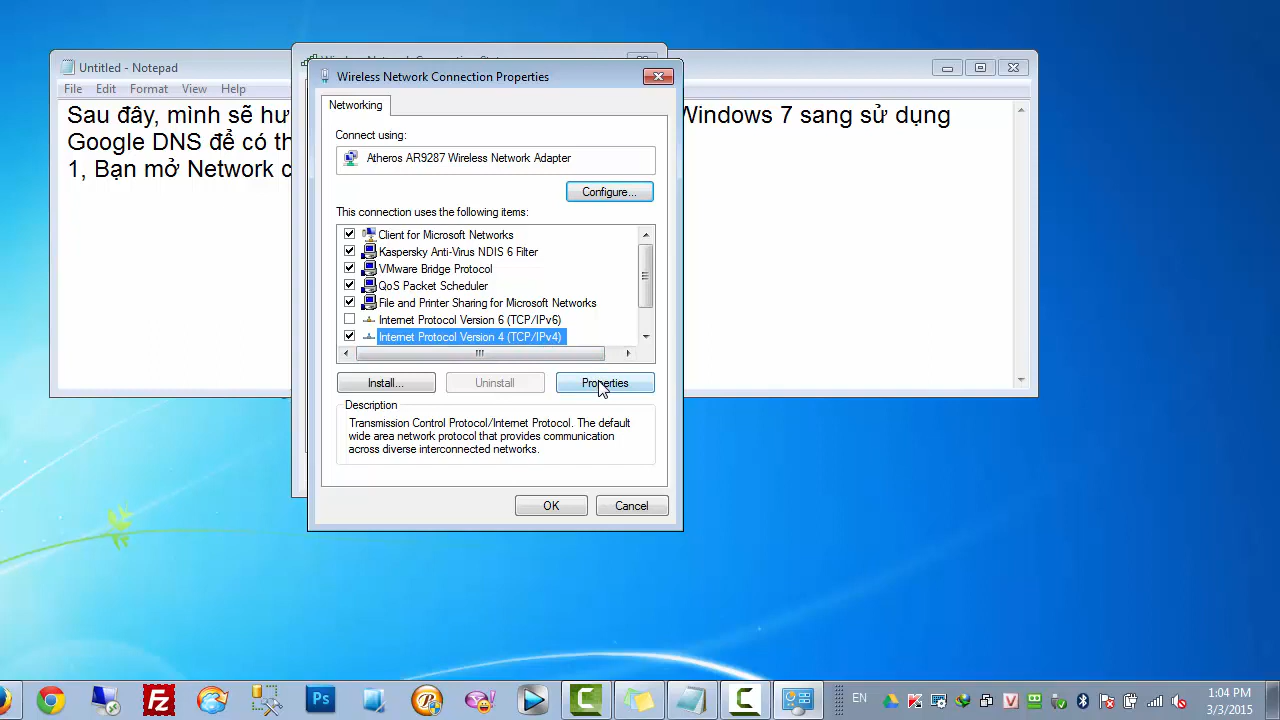 Untitled - Notepad
File Edit Format View Help
Sau đây, mình sẽ hư
Windows 7 sang sử dụng
Google DNS để có th
1, Bạn mở Network c
Wireless Network Connection Properties
Networking
Connect using:
Atheros AR9287 Wireless Network Adapter
Configure...
This connection uses the following items:
Client for Microsoft Networks
Kaspersky Anti-Virus NDIS 6 Filter
VMware Bridge Protocol
QoS Packet Scheduler
File and Printer Sharing for Microsoft Networks
Internet Protocol Version 6 (TCP/IPv6)
Internet Protocol Version 4 (TCP/IPv4)
Install... Uninstall Properties
Description
Transmission Control Protocol/Internet Protocol. The default
wide area network protocol that provides communication
across diverse interconnected networks.
OK Cancel
Ps
EN
1:04 PM
3/3/2015